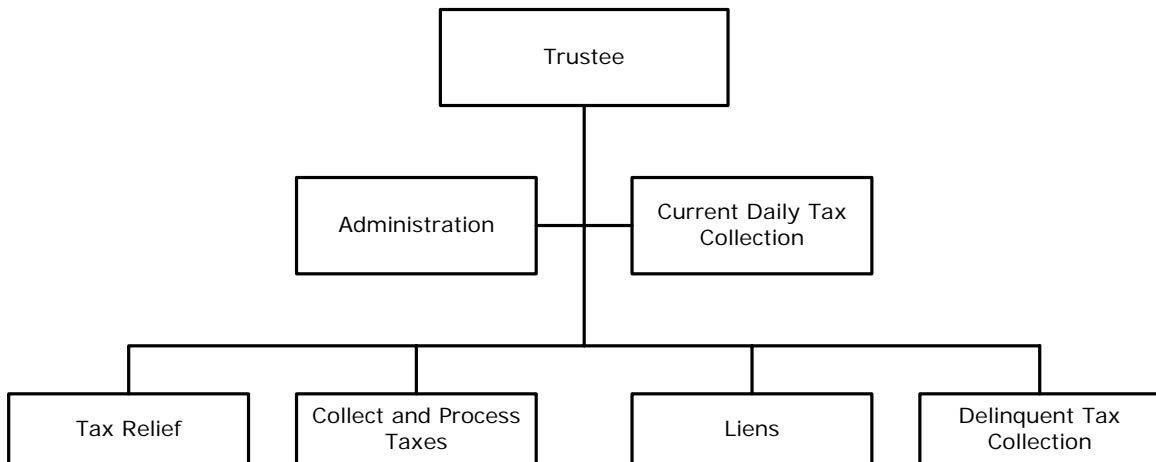 Trustee
Administration
Current Daily Tax
Collection
Tax Relief
Collect and Process
Taxes
Liens
Delinquent Tax
Collection